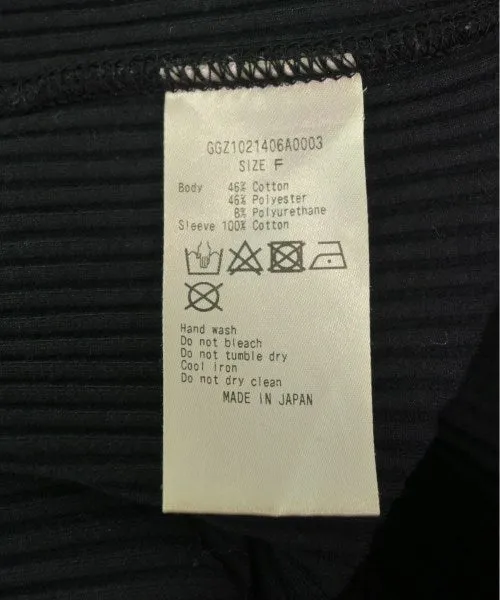 GGZ1021406A0003
SIZE F
Body 46% Cotton
46% Polyester
8% Polyurethane
Sleeve 100% Cotton
Hand wash
Do not bleach
Do not tumble dry
Cool iron
Do not dry clean
MADE IN JAPAN